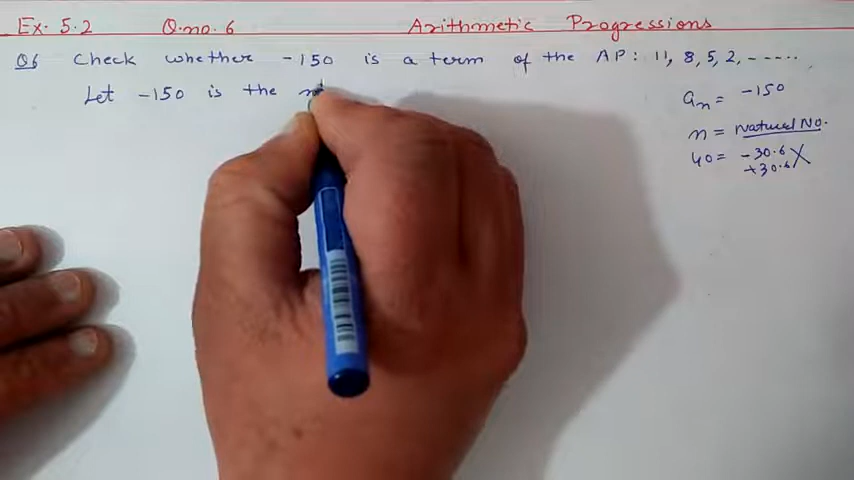 Ex. 5.2 Q.no. 6 Arithmetic Progressions
Q6 Check whether -150 is a term of the AP: 11, 8, 5, 2, -----
Let -150 is the nt
an = -150
n = Natural No.
40 = -30.6 X
+30.6